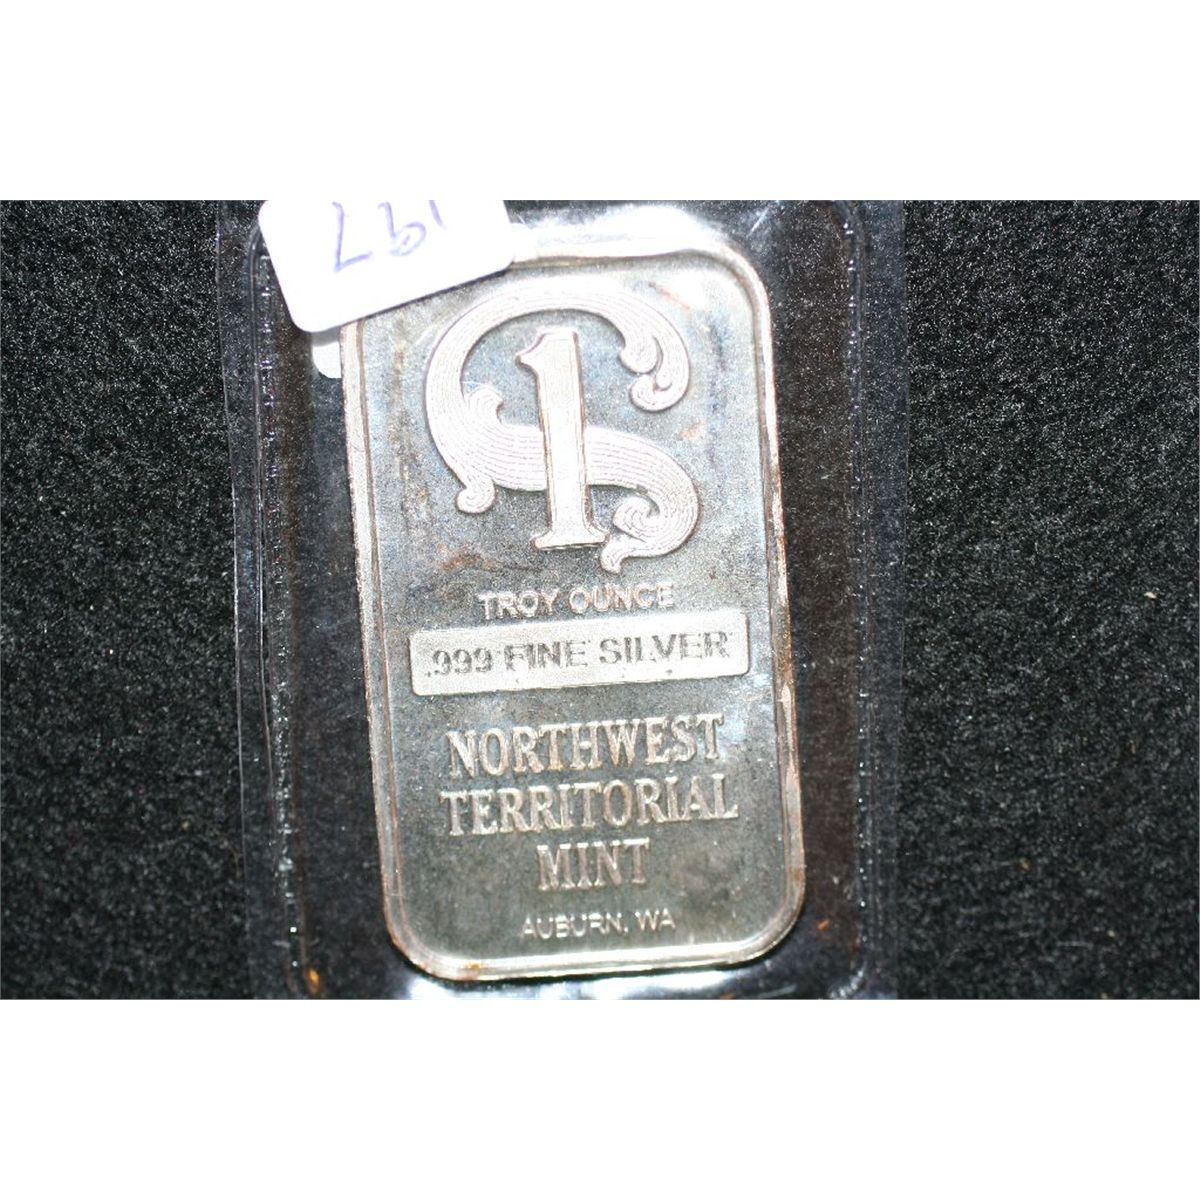 197
1
TROY OUNCE
.999 FINE SILVER
NORTHWEST
TERRITORIAL
MINT
AUBURN, WA